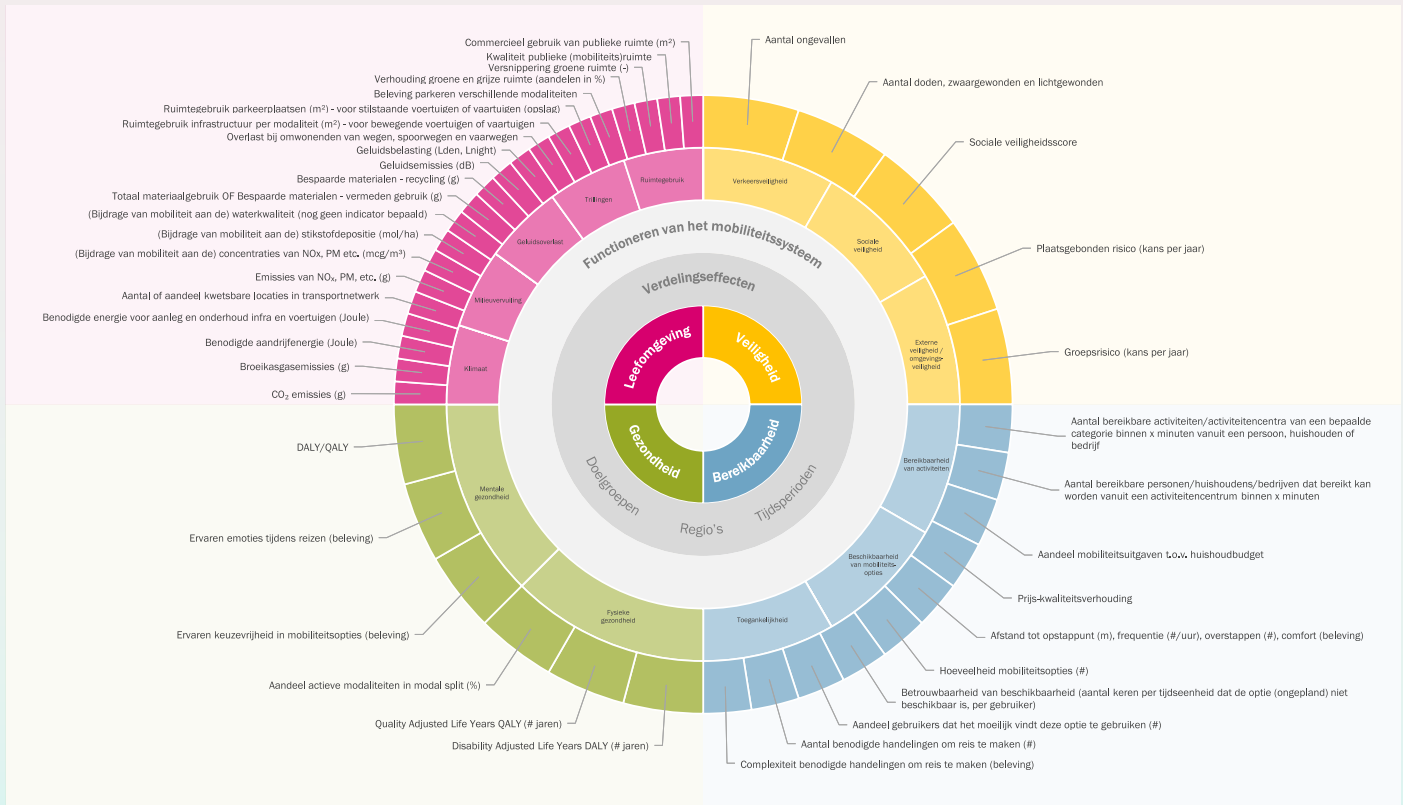 Commercieel gebruik van publieke ruimte (m²)
Kwaliteit publieke (mobiliteits)ruimte
Versnippering groene ruimte (-)
Verhouding groene en grijze ruimte (aandelen in %)
Beleving parkeren verschillende modaliteiten
Ruimtegebruik parkeerplaatsen (m²) - voor stilstaande voertuigen of vaartuigen (opslag)
Ruimtegebruik infrastructuur per modaliteit (m²) - voor bewegende voertuigen of vaartuigen
Overlast bij omwonenden van wegen, spoorwegen en vaarwegen
Geluidsbelasting (Lden, Lnight)
Geluidsemissies (dB)
Bespaarde materialen - recycling (g)
Totaal materiaalgebruik OF Bespaarde materialen - vermeden gebruik (g)
(Bijdrage van mobiliteit aan de) waterkwaliteit (nog geen indicator bepaald)
(Bijdrage van mobiliteit aan de) stikstofdepositie (mol/ha)
(Bijdrage van mobiliteit aan de) concentraties van NOx, PM etc. (mcg/m³)
Emissies van NOx, PM, etc. (g)
Aantal of aandeel kwetsbare locaties in transportnetwerk
Benodigde energie voor aanleg en onderhoud infra en voertuigen (Joule)
Benodigde aandrijfenergie (Joule)
Broeikasgasemissies (g)
CO₂ emissies (g)
Aantal ongevallen
Aantal doden, zwaargewonden en lichtgewonden
Sociale veiligheidsscore
Plaatsgebonden risico (kans per jaar)
Groepsrisico (kans per jaar)
Ruimtegebruik
Trillingen
Geluidsoverlast
Milieuvervuiling
Klimaat
Verkeersveiligheid
Sociale
veiligheid
Externe
veiligheid /
omgevings-
veiligheid
Functioneren van het mobiliteitssysteem
Verdelingseffecten
Leefomgeving
Veiligheid
Gezondheid
Bereikbaarheid
Doelgroepen
Regio's
Tijdsperioden
Mentale
gezondheid
Fysieke
gezondheid
Bereikbaarheid
van activiteiten
Beschikbaarheid
van mobiliteits-
opties
Toegankelijkheid
DALY/QALY
Ervaren emoties tijdens reizen (beleving)
Ervaren keuzevrijheid in mobiliteitsopties (beleving)
Aandeel actieve modaliteiten in modal split (%)
Quality Adjusted Life Years QALY (# jaren)
Disability Adjusted Life Years DALY (# jaren)
Aantal bereikbare activiteiten/activiteitencentra van een bepaalde
categorie binnen x minuten vanuit een persoon, huishouden of
bedrijf
Aantal bereikbare personen/huishoudens/bedrijven dat bereikt kan
worden vanuit een activiteitencentrum binnen x minuten
Aandeel mobiliteitsuitgaven t.o.v. huishoudbudget
Prijs-kwaliteitsverhouding
Afstand tot opstappunt (m), frequentie (#/uur), overstappen (#), comfort (beleving)
Hoeveelheid mobiliteitsopties (#)
Betrouwbaarheid van beschikbaarheid (aantal keren per tijdseenheid dat de optie (ongepland) niet
beschikbaar is, per gebruiker)
Aandeel gebruikers dat het moeilijk vindt deze optie te gebruiken (#)
Aantal benodigde handelingen om reis te maken (#)
Complexiteit benodigde handelingen om reis te maken (beleving)